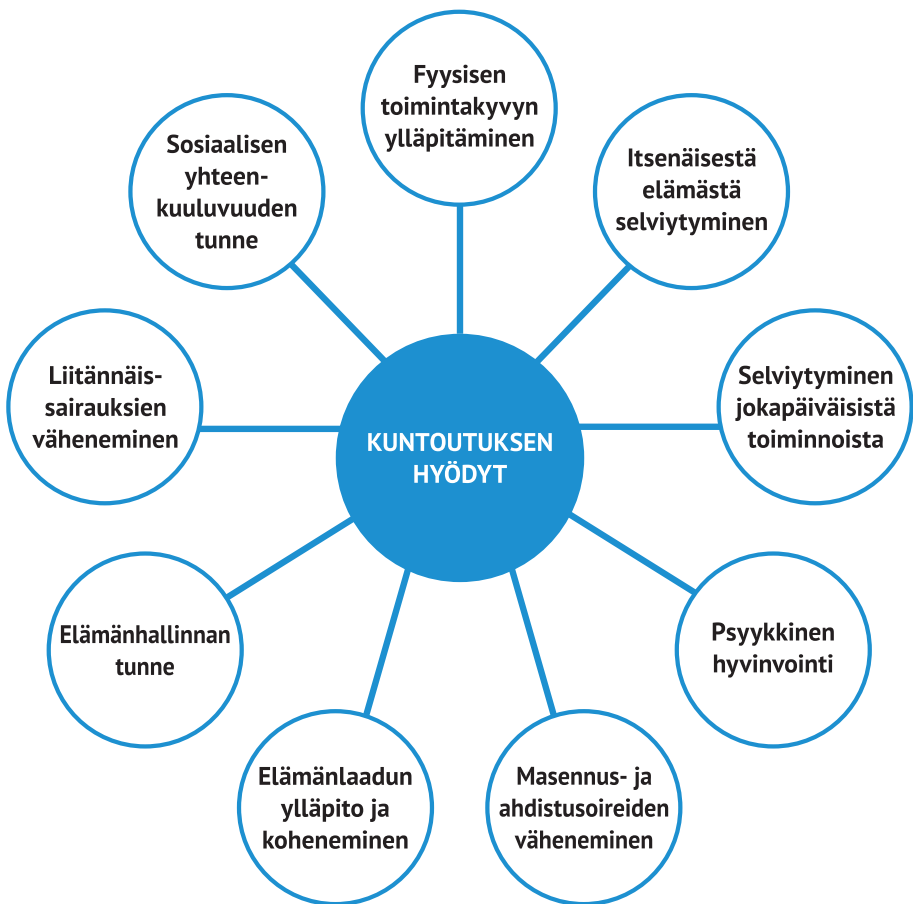 Fyysisen
toimintakyvyn
ylläpitäminen
Itsenäisestä
elämästä
selviytyminen
Selviytyminen
jokapäiväisistä
toiminnoista
Psyykkinen
hyvinvointi
Masennus- ja
ahdistusoireiden
väheneminen
Elämänlaadun
ylläpito ja
koheneminen
Elämänhallinnan
tunne
Liitännäis-
sairauksien
väheneminen
Sosiaalisen
yhteen-
kuuluvuuden
tunne
KUNTOUTUKSEN
HYÖDYT